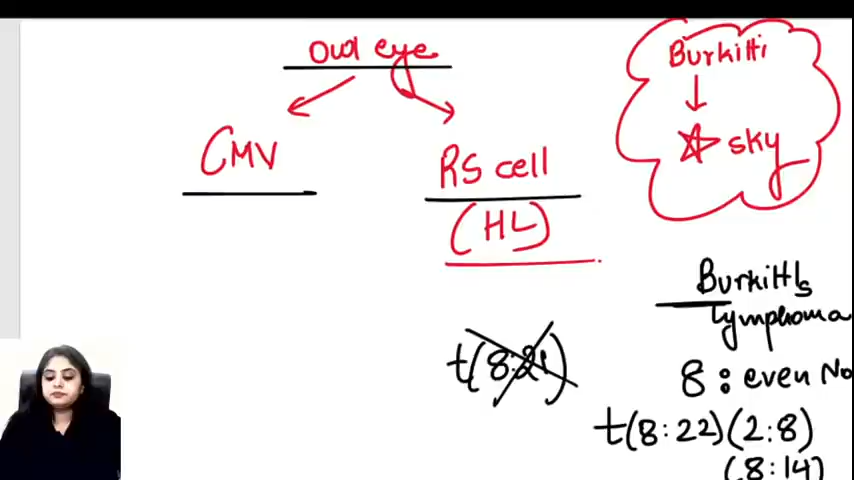 Owl eye
CMV
RS cell
(HL)
Burkitti
sky
t(8:21)
Burkitt's
Lymphoma
8 : even No
t(8:22)(2:8)
(8:14)